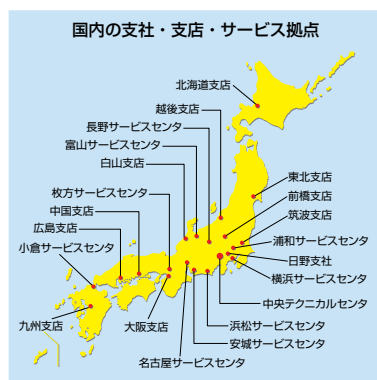 国内の支社・支店・サービス拠点
北海道支店
越後支店
長野サービスセンタ
富山サービスセンタ
白山支店
枚方サービスセンタ
中国支店
広島支店
小倉サービスセンタ
東北支店
前橋支店
筑波支店
浦和サービスセンタ
日野支社
横浜サービスセンタ
中央テクニカルセンタ
浜松サービスセンタ
安城サービスセンタ
名古屋サービスセンタ
大阪支店
九州支店